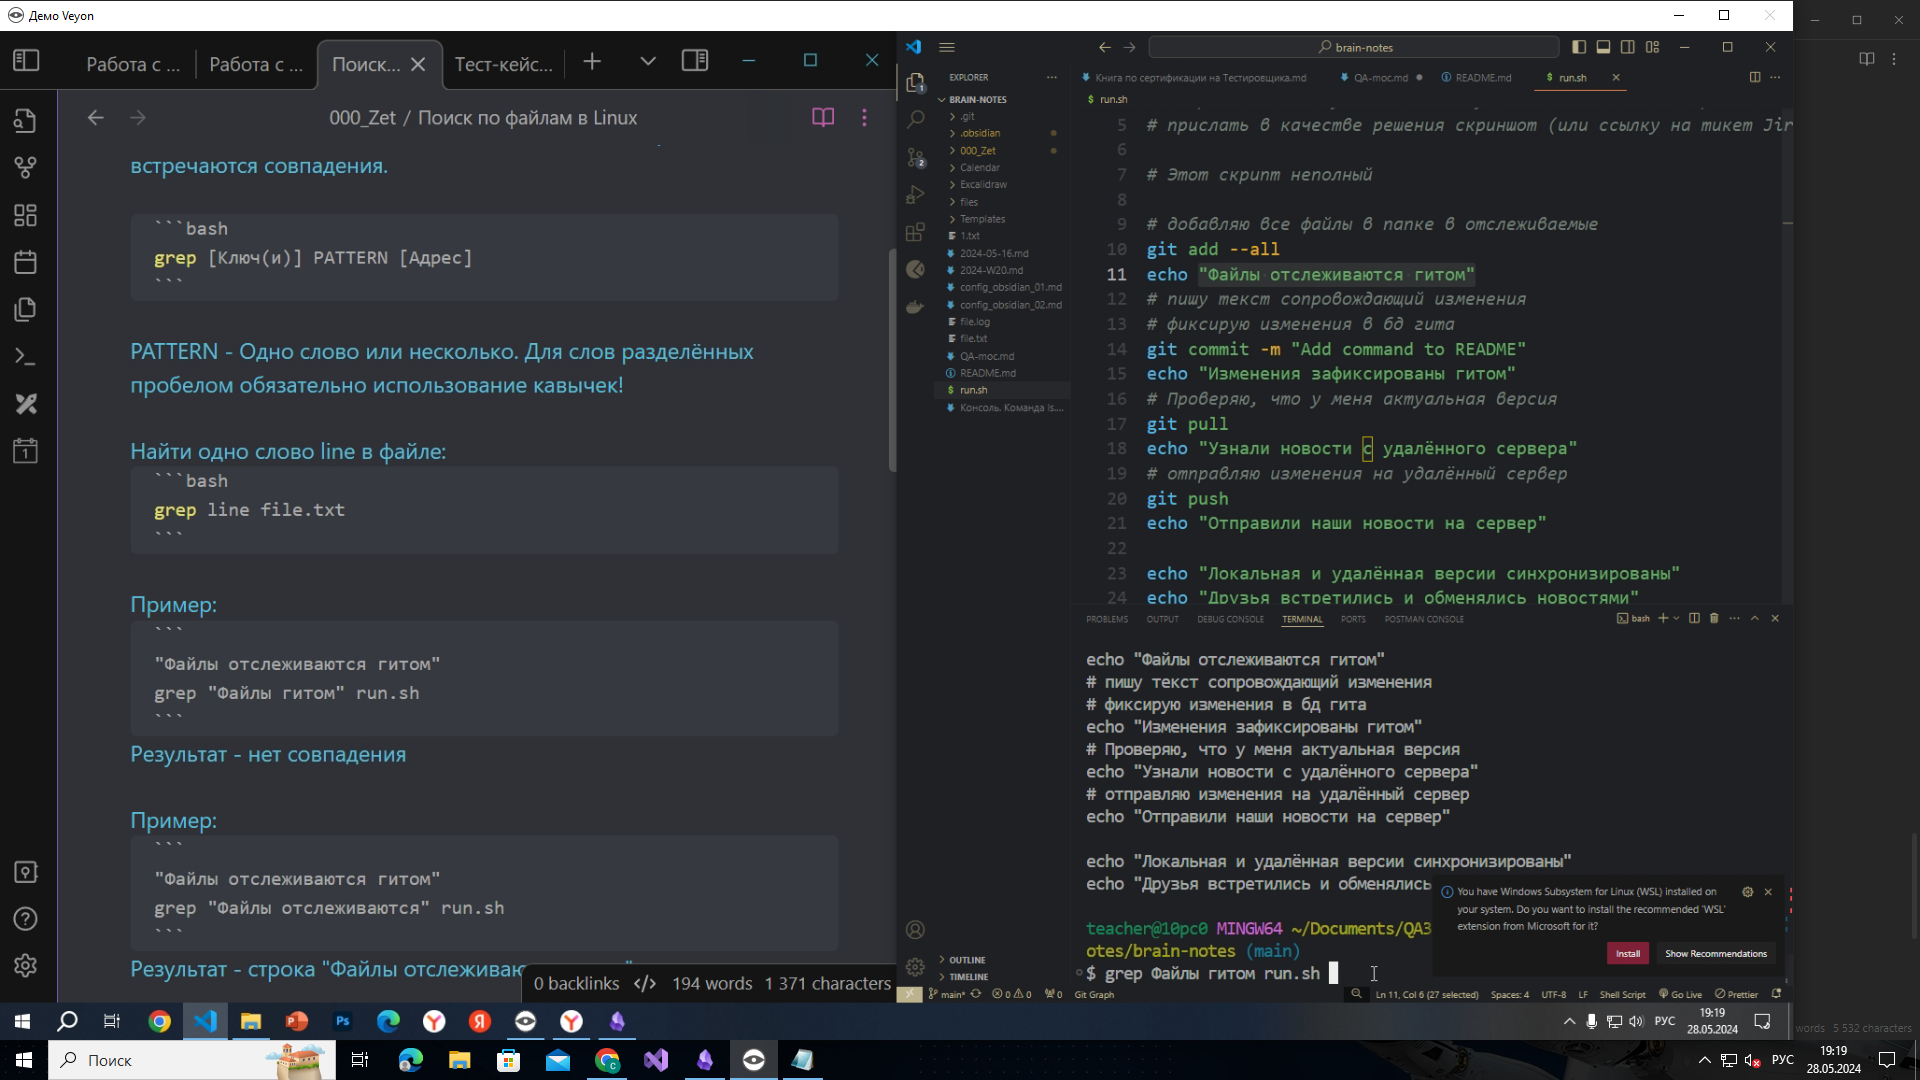 Демо Veyon
Работа с ...
Работа с ...
Поиск...
Тест-кейс...
000_Zet / Поиск по файлам в Linux
встречаются совпадения.
```bash
grep [Ключ(и)] PATTERN [Адрес]
```
PATTERN - Одно слово или несколько. Для слов разделённых
пробелом обязательно использование кавычек!
Найти одно слово line в файле:
```bash
grep line file.txt
```
Пример:
```
"Файлы отслеживаются гитом"
grep "Файлы гитом" run.sh
```
Результат - нет совпадения
Пример:
```
"Файлы отслеживаются гитом"
grep "Файлы отслеживаются" run.sh
```
Результат - строка "Файлы отслеживаю
0 backlinks </> 194 words 1 371 characters
brain-notes
EXPLORER
BRAIN-NOTES
.git
.obsidian
000_Zet
Calendar
Excalidraw
files
Templates
1.txt
2024-05-16.md
2024-W20.md
config_obsidian_01.md
config_obsidian_02.md
file.log
file.txt
QA-moc.md
README.md
run.sh
Консоль. Команда ls....
OUTLINE
TIMELINE
Книга по сертификации на Тестировщика.md
QA-moc.md
README.md
$ run.sh
$ run.sh
5 # прислать в качестве решения скриншот (или ссылку на тикет Jir
6
7 # Этот скрипт неполный
8
9 # добавляю все файлы в папке в отслеживаемые
10 git add --all
11 echo "Файлы отслеживаются гитом"
12 # пишу текст сопровождающий изменения
13 # фиксирую изменения в бд гита
14 git commit -m "Add command to README"
15 echo "Изменения зафиксированы гитом"
16 # Проверяю, что у меня актуальная версия
17 git pull
18 echo "Узнали новости с удалённого сервера"
19 # отправляю изменения на удалённый сервер
20 git push
21 echo "Отправили наши новости на сервер"
22
23 echo "Локальная и удалённая версии синхронизированы"
24 echo "Друзья встретились и обменялись новостями"
PROBLEMS OUTPUT DEBUG CONSOLE TERMINAL PORTS POSTMAN CONSOLE
bash
echo "Файлы отслеживаются гитом"
# пишу текст сопровождающий изменения
# фиксирую изменения в бд гита
echo "Изменения зафиксированы гитом"
# Проверяю, что у меня актуальная версия
echo "Узнали новости с удалённого сервера"
# отправляю изменения на удалённый сервер
echo "Отправили наши новости на сервер"
echo "Локальная и удалённая версии синхронизированы"
echo "Друзья встретились и обменялись
teacher@10pc0 MINGW64 ~/Documents/QA3
otes/brain-notes (main)
$ grep Файлы гитом run.sh
You have Windows Subsystem for Linux (WSL) installed on
your system. Do you want to install the recommended 'WSL'
extension from Microsoft for it?
Install
Show Recommendations
main* 0 0 0 Git Graph
Ln 11, Col 6 (27 selected) Spaces: 4 UTF-8 LF Shell Script Go Live Prettier
РУС
19:19
28.05.2024
words 5 532 characters
Поиск
РУС
19:19
28.05.2024